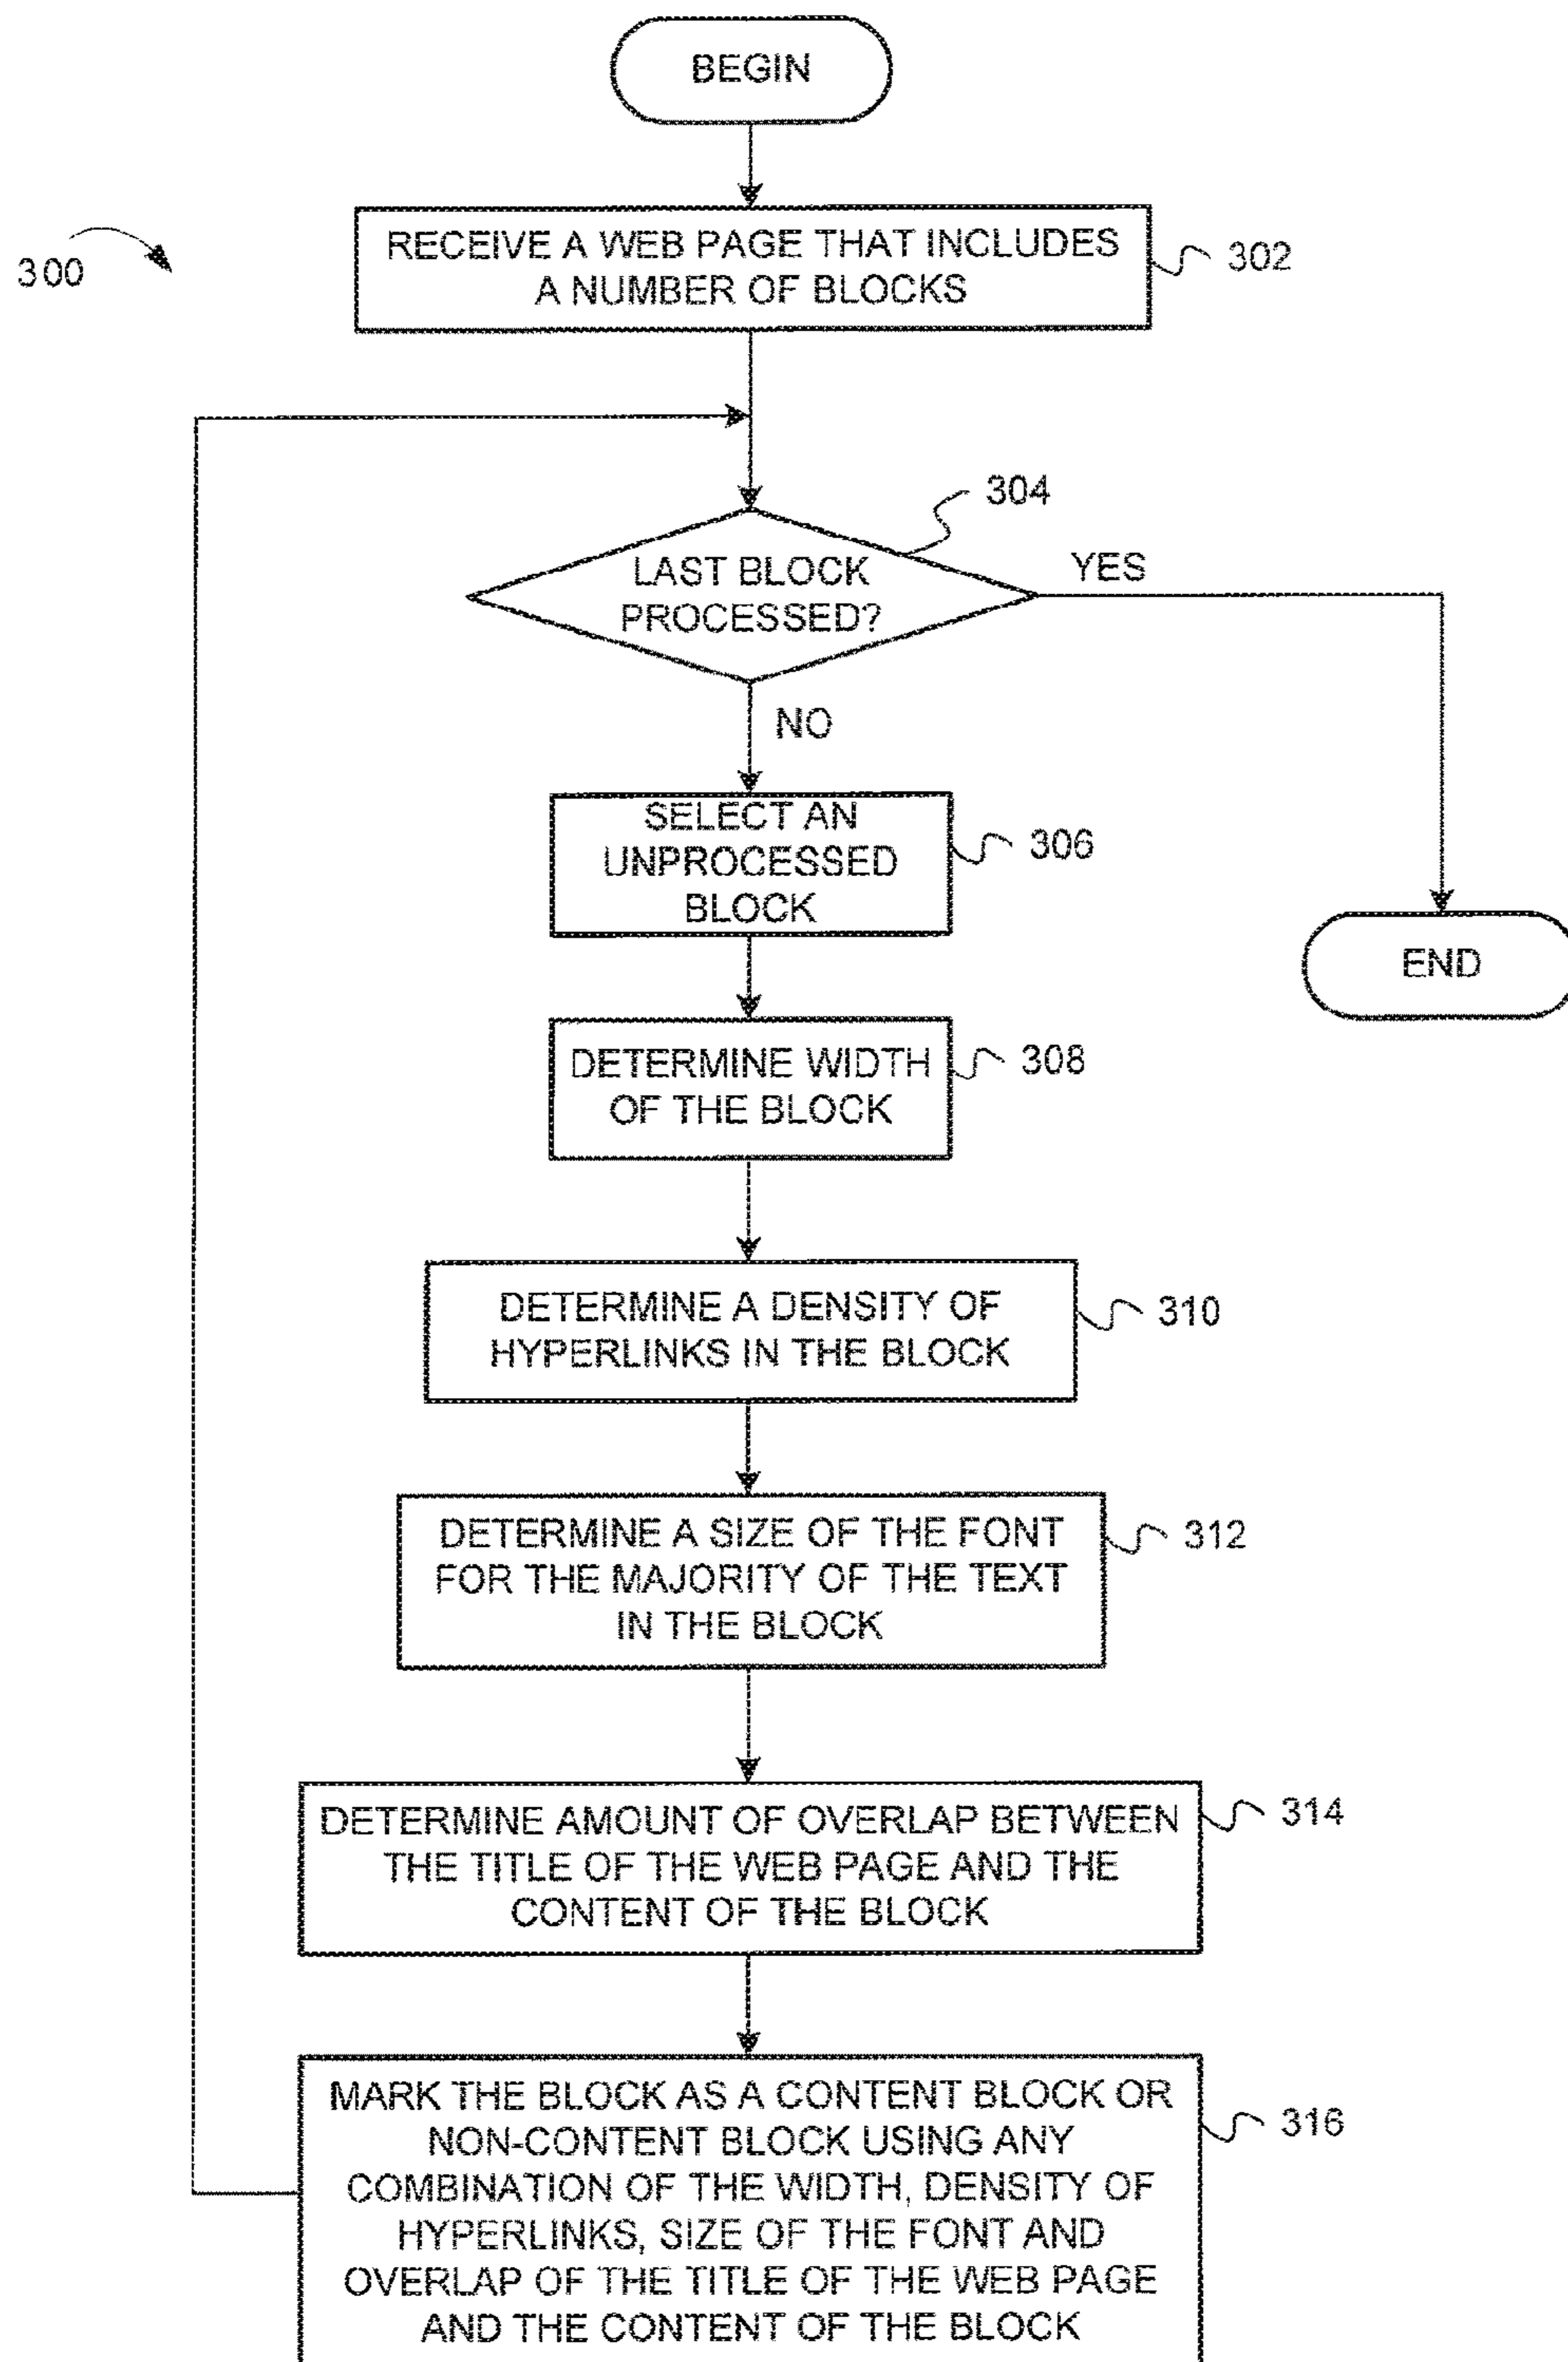 BEGIN
300
RECEIVE A WEB PAGE THAT INCLUDES
A NUMBER OF BLOCKS
302
304
LAST BLOCK
PROCESSED?
YES
NO
SELECT AN
UNPROCESSED
BLOCK
306
END
DETERMINE WIDTH
OF THE BLOCK
308
DETERMINE A DENSITY OF
HYPERLINKS IN THE BLOCK
310
DETERMINE A SIZE OF THE FONT
FOR THE MAJORITY OF THE TEXT
IN THE BLOCK
312
DETERMINE AMOUNT OF OVERLAP BETWEEN
THE TITLE OF THE WEB PAGE AND THE
CONTENT OF THE BLOCK
314
MARK THE BLOCK AS A CONTENT BLOCK OR
NON-CONTENT BLOCK USING ANY
COMBINATION OF THE WIDTH, DENSITY OF
HYPERLINKS, SIZE OF THE FONT AND
OVERLAP OF THE TITLE OF THE WEB PAGE
AND THE CONTENT OF THE BLOCK
316